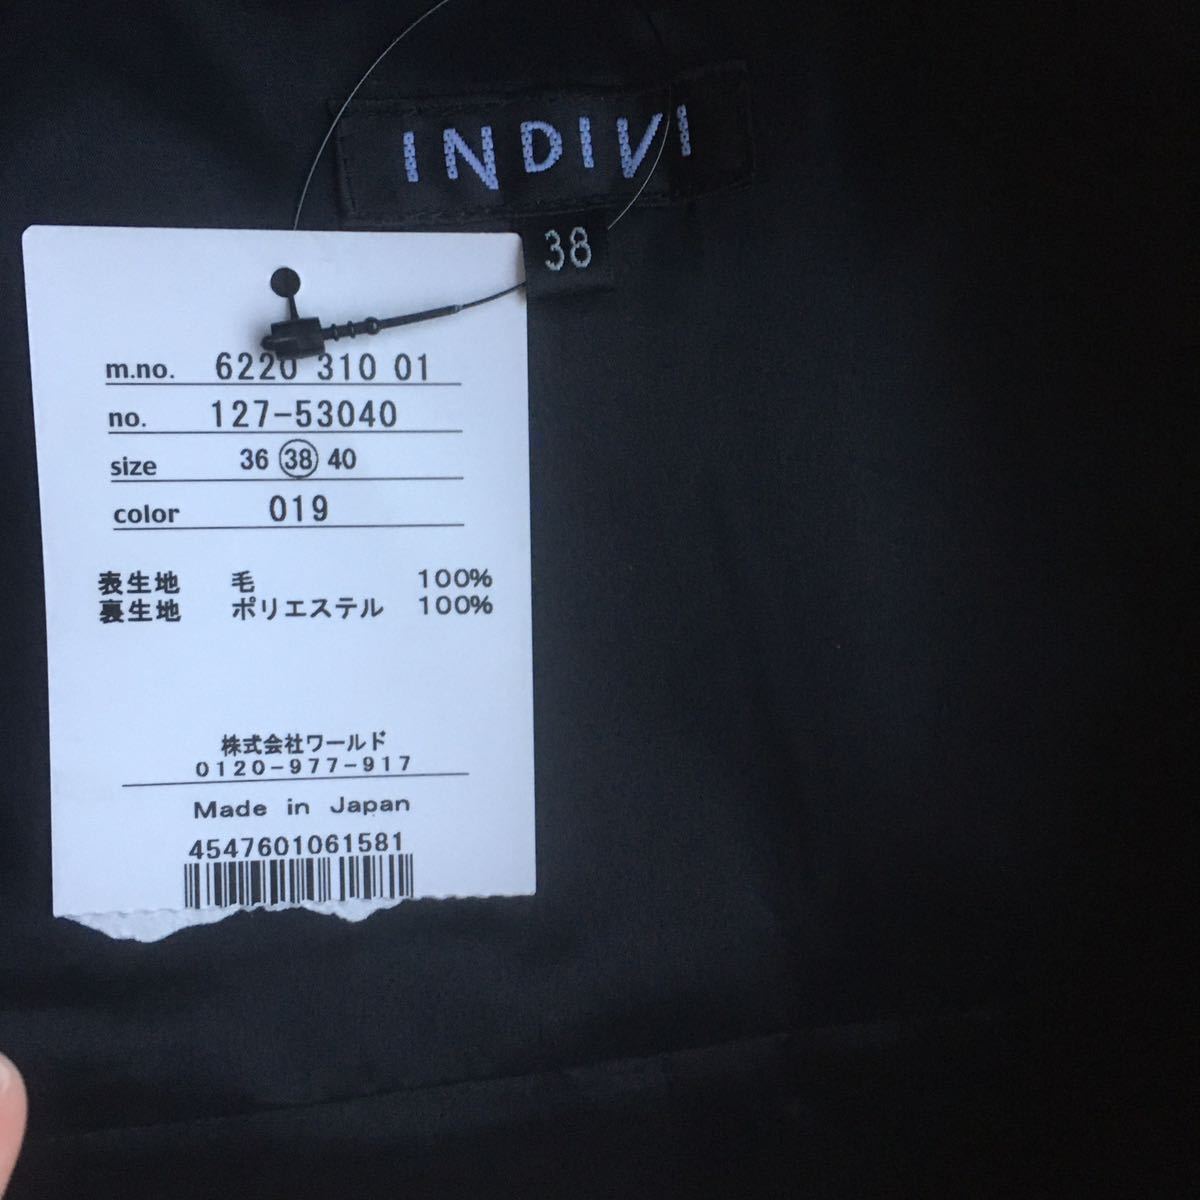 INDIVI
38
m.no. 6220 310 01
no. 127-53040
size 36 38 40
color 019
表生地 毛 100%
裏生地 ポリエステル 100%
株式会社ワールド
0120-977-917
Made in Japan
4547601061581